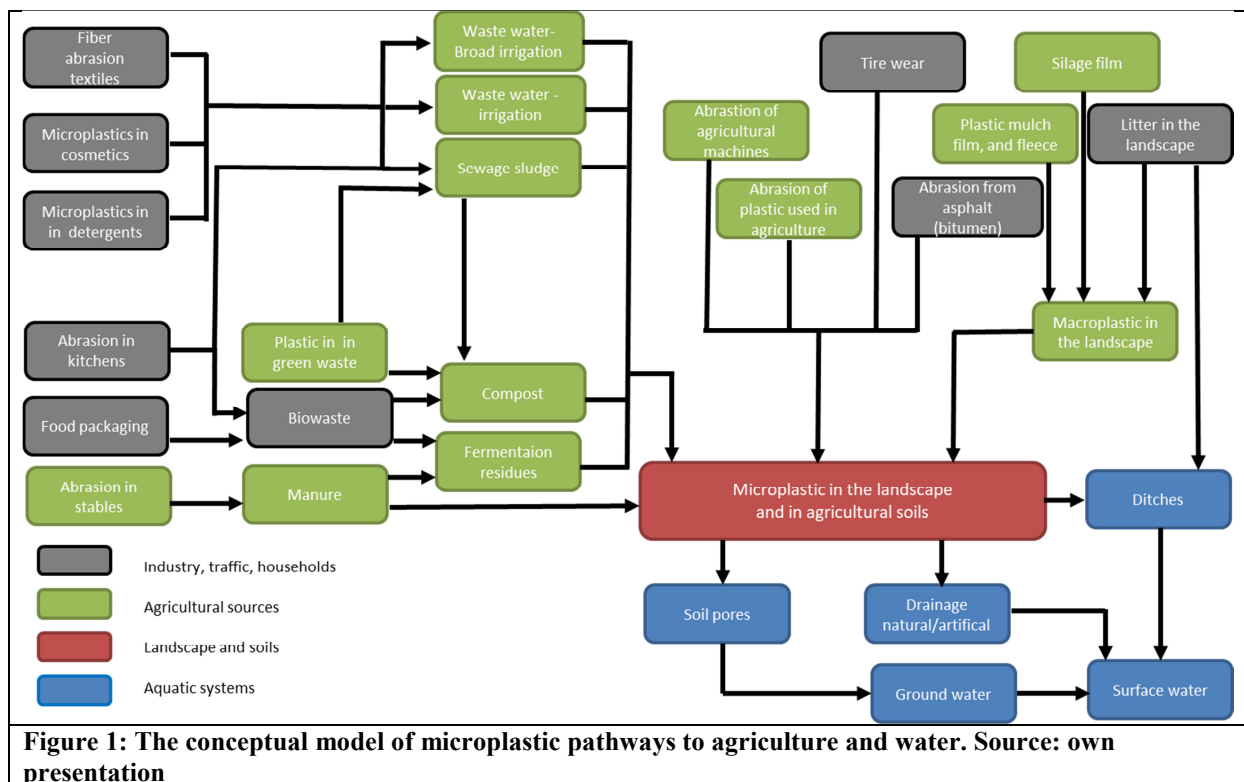 Fiber
abrasion
textiles
Microplastics in
cosmetics
Microplastics
in detergents
Abrasion in
kitchens
Food packaging
Abrasion in
stables
Waste water-
Broad irrigation
Waste water -
irrigation
Sewage sludge
Plastic in in
green waste
Biowaste
Manure
Compost
Fermentaion
residues
Abrastion of
agricultural
machines
Abrasion of
plastic used in
agriculture
Tire wear
Abrasion from
asphalt
(bitumen)
Silage film
Plastic mulch
film, and fleece
Litter in the
landscape
Macroplastic in
the landscape
Microplastic in the landscape
and in agricultural soils
Ditches
Soil pores
Drainage
natural/artifical
Ground water
Surface water
Industry, traffic, households
Agricultural sources
Landscape and soils
Aquatic systems
Figure 1: The conceptual model of microplastic pathways to agriculture and water. Source: own
presentation